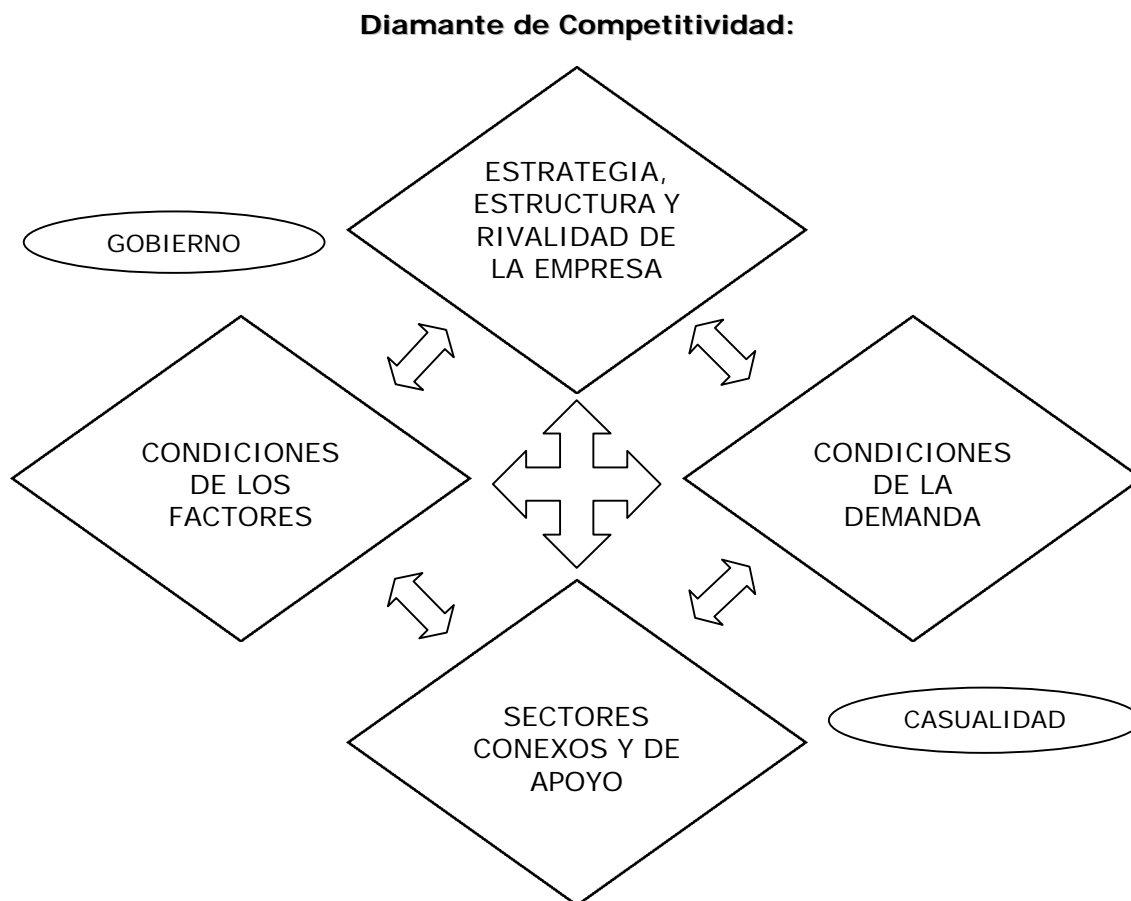 Diamante de Competitividad:
ESTRATEGIA,
ESTRUCTURA Y
RIVALIDAD DE
LA EMPRESA
GOBIERNO
CONDICIONES
DE LOS
FACTORES
CONDICIONES
DE LA
DEMANDA
SECTORES
CONEXOS Y DE
APOYO
CASUALIDAD